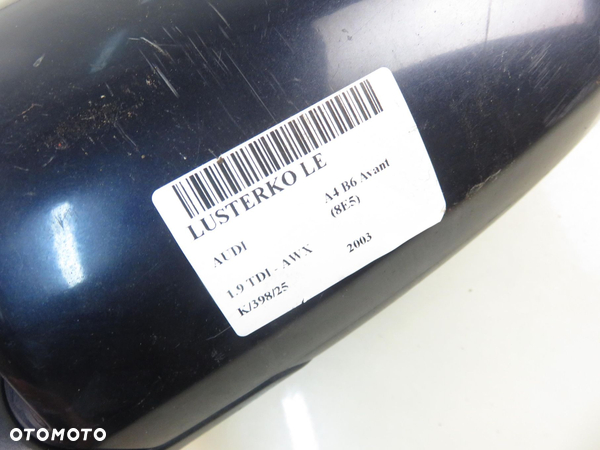 LUSTERKO LE
AUDI A4 B6 Avant
(8E5)
1.9 TDI - AWX 2003
K/398/25
OTOMOTO